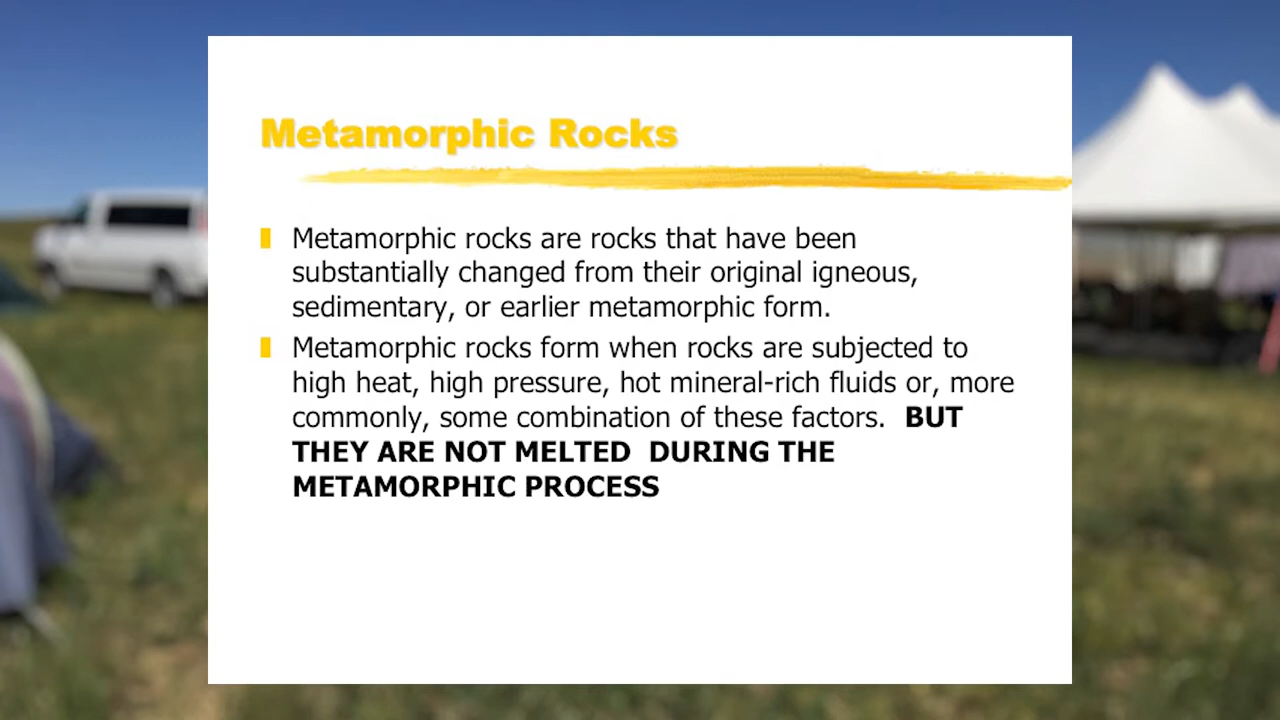 Metamorphic Rocks
Metamorphic rocks are rocks that have been
substantially changed from their original igneous,
sedimentary, or earlier metamorphic form.
Metamorphic rocks form when rocks are subjected to
high heat, high pressure, hot mineral-rich fluids or, more
commonly, some combination of these factors.  BUT
THEY ARE NOT MELTED  DURING THE
METAMORPHIC PROCESS